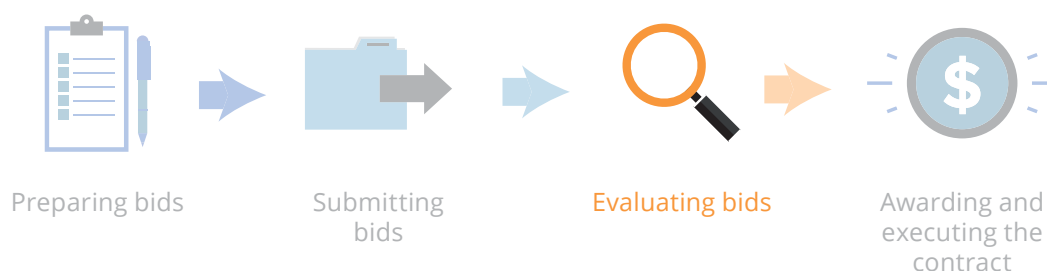 Preparing bids
Submitting
bids
Evaluating bids
Awarding and
executing the
contract
$